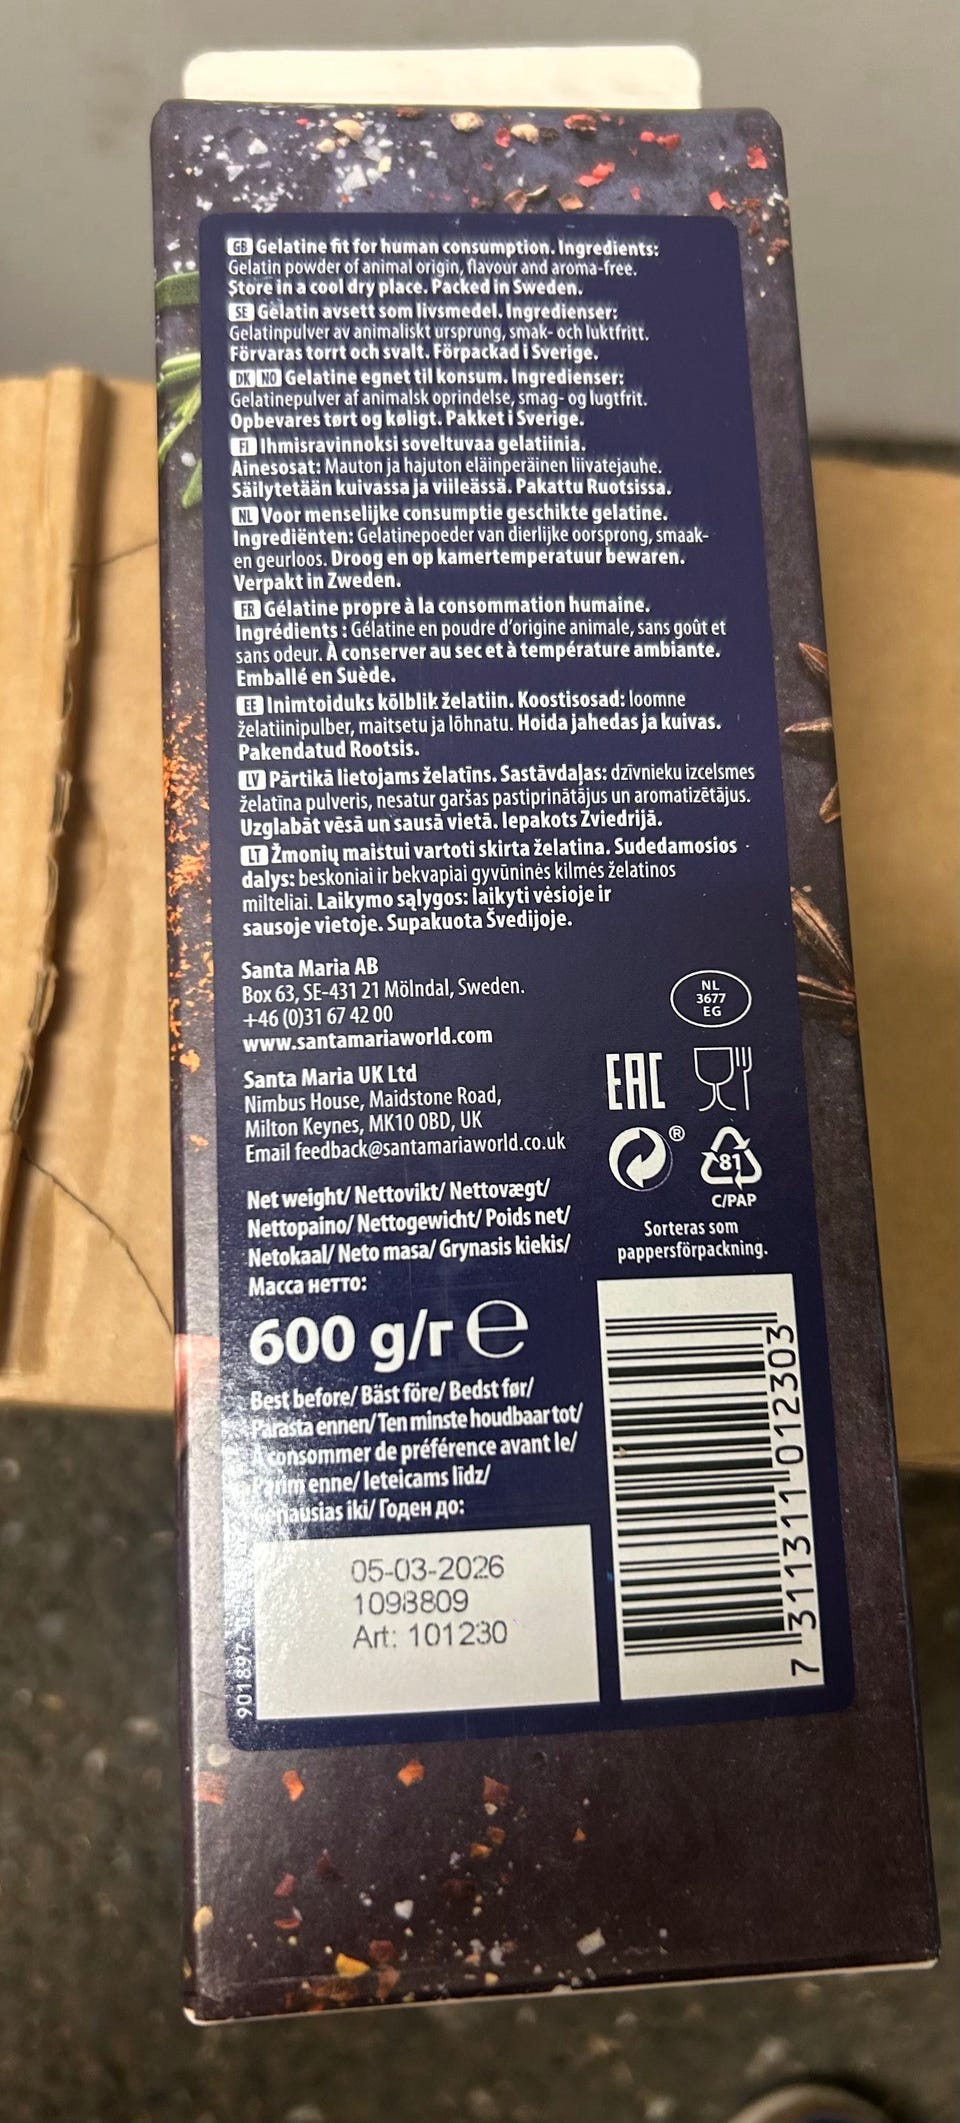 GB Gelatine fit for human consumption. Ingredients:
Gelatin powder of animal origin, flavour and aroma-free.
Store in a cool dry place. Packed in Sweden.
SE Gelatin avsett som livsmedel. Ingredienser:
Gelatinpulver av animaliskt ursprung, smak- och luktfritt.
Förvaras torrt och svalt. Förpackad i Sverige.
DK NO Gelatine egnet til konsum. Ingredienser:
Gelatinepulver af animalsk oprindelse, smag- og lugtfrit.
Opbevares tørt og køligt. Pakket i Sverige.
FI Ihmisravinnoksi soveltuvaa gelatiinia.
Ainesosat: Mauton ja hajuton eläinperäinen liivatejauhe.
Säilytetään kuivassa ja viileässä. Pakattu Ruotsissa.
NL Voor menselijke consumptie geschikte gelatine.
Ingrediënten: Gelatinepoeder van dierlijke oorsprong, smaak-
en geurloos. Droog en op kamertemperatuur bewaren.
Verpakt in Zweden.
FR Gélatine propre à la consommation humaine.
Ingrédients : Gélatine en poudre d'origine animale, sans goût et
sans odeur. À conserver au sec et à température ambiante.
Emballé en Suède.
EE Inimtoiduks kõlblik želatiin. Koostisosad: loomne
želatiinipulber, maitsetu ja lõhnatu. Hoida jahedas ja kuivas.
Pakendatud Rootsis.
LV Pārtikā lietojams želatīns. Sastāvdaļas: dzīvnieku izcelsmes
želatīna pulveris, nesatur garšas pastiprinātājus un aromatizētājus.
Uzglabāt vēsā un sausā vietā. Iepakots Zviedrijā.
LT Žmonių maistui vartoti skirta želatina. Sudedamosios
dalys: beskoniai ir bekvapiai gyvūninės kilmės želatinos
milteliai. Laikymo sąlygos: laikyti vėsioje ir
sausoje vietoje. Supakuota Švedijoje.
Santa Maria AB
Box 63, SE-431 21 Mölndal, Sweden.
+46 (0)31 67 42 00
www.santamariaworld.com
NL
3677
EG
Santa Maria UK Ltd
Nimbus House, Maidstone Road,
Milton Keynes, MK10 0BD, UK
Email feedback@santamariaworld.co.uk
EAC
®
81
C/PAP
Sorteras som
pappersförpackning.
Net weight/ Nettovikt/ Nettovægt/
Nettopaino/ Nettogewicht/ Poids net/
Netokaal/ Neto masa/ Grynasis kiekis/
Масса нетто:
600 g/г e
Best before/ Bäst före/ Bedst før/
Parasta ennen/ Ten minste houdbaar tot/
À consommer de préférence avant le/
Parim enne/ Ieteicams līdz/
Geriausias iki/ Годен до:
05-03-2026
1098809
Art: 101230
7 311311 012303